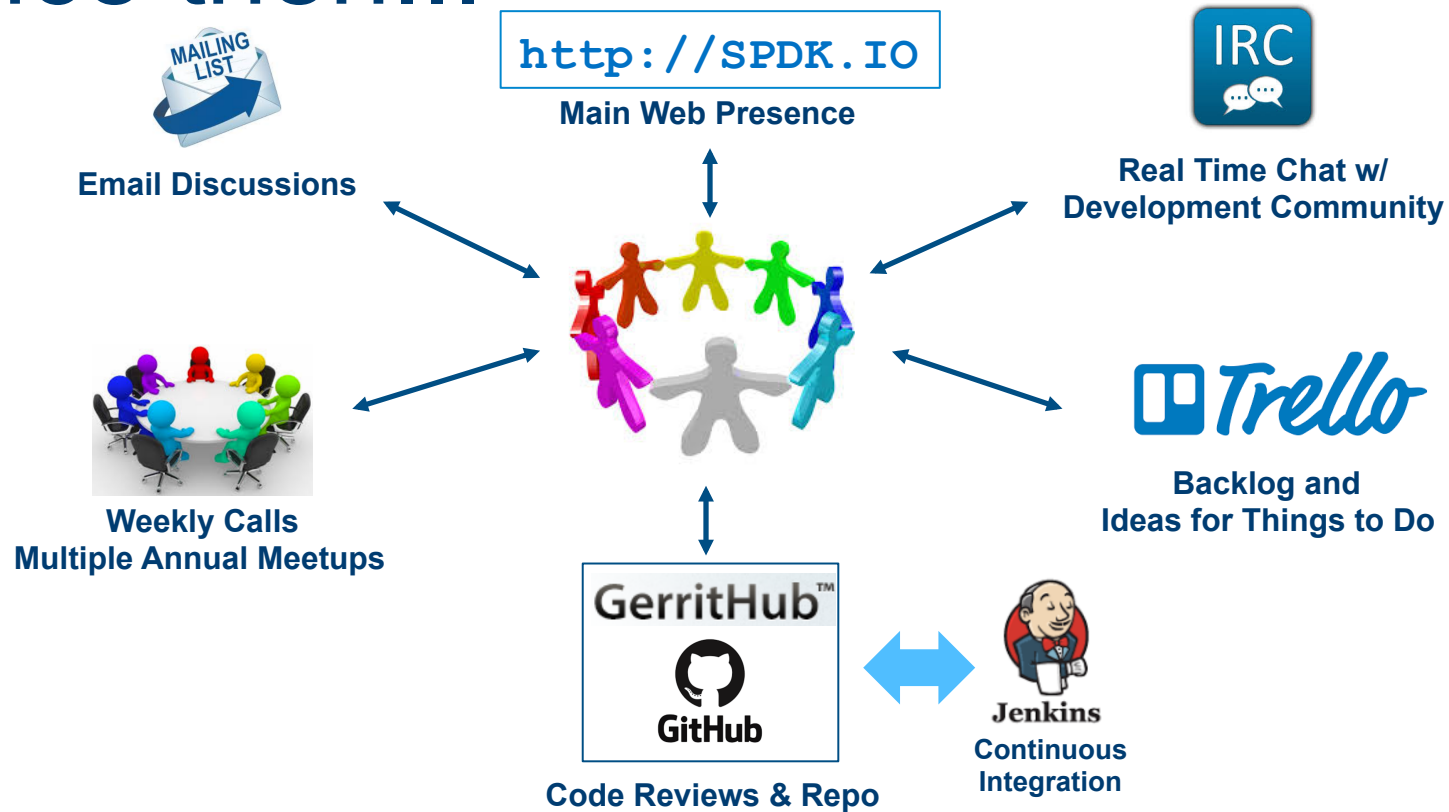 MAILING
LIST
Email Discussions
http://SPDK.IO
Main Web Presence
IRC
Real Time Chat w/
Development Community
Weekly Calls
Multiple Annual Meetups
Trello
Backlog and
Ideas for Things to Do
GerritHub™
GitHub
Code Reviews & Repo
Jenkins
Continuous
Integration